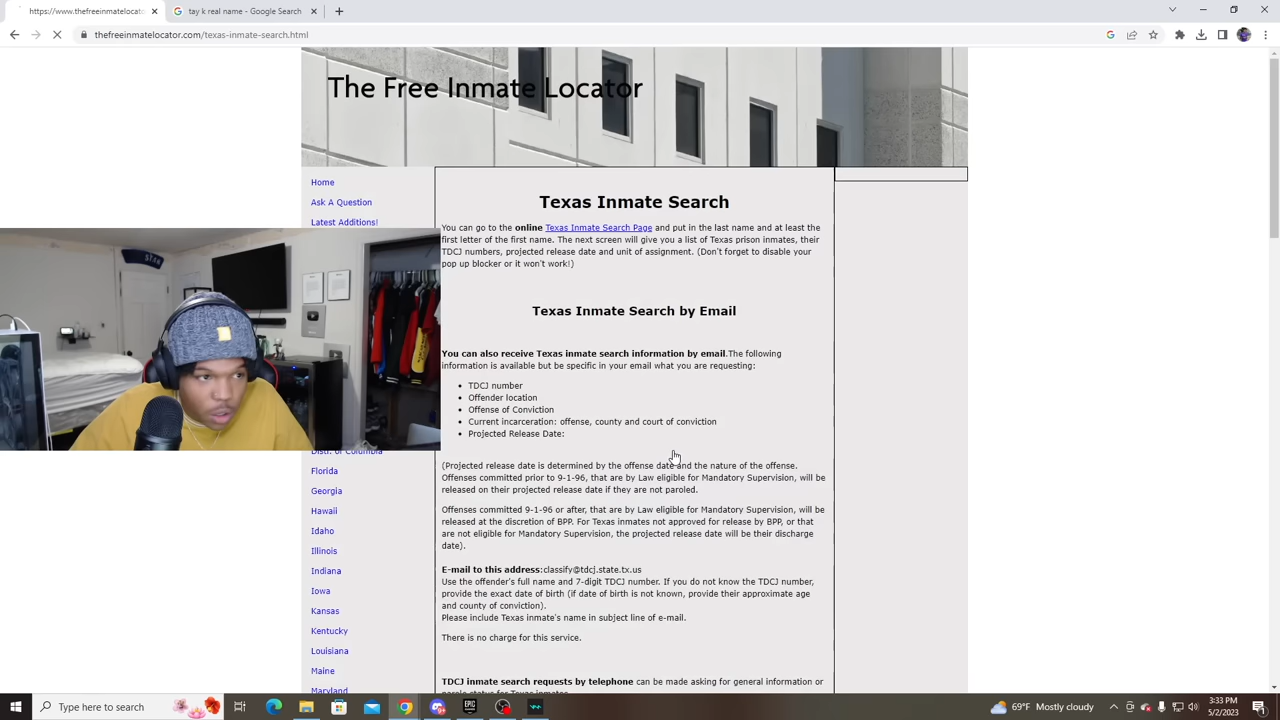 https://www.thefreeinmatelocato
tay k real name - Google Search
thefreeinmatelocator.com/texas-inmate-search.html
The Free Inmate Locator
Home
Ask A Question
Latest Additions!
Distr. of Columbia
Florida
Georgia
Hawaii
Idaho
Illinois
Indiana
Iowa
Kansas
Kentucky
Louisiana
Maine
Maryland
Texas Inmate Search
You can go to the online Texas Inmate Search Page and put in the last name and at least the
first letter of the first name. The next screen will give you a list of Texas prison inmates, their
TDCJ numbers, projected release date and unit of assignment. (Don't forget to disable your
pop up blocker or it won't work!)
Texas Inmate Search by Email
You can also receive Texas inmate search information by email.The following
information is available but be specific in your email what you are requesting:
TDCJ number
Offender location
Offense of Conviction
Current incarceration: offense, county and court of conviction
Projected Release Date:
(Projected release date is determined by the offense date and the nature of the offense.
Offenses committed prior to 9-1-96, that are by Law eligible for Mandatory Supervision, will be
released on their projected release date if they are not paroled.
Offenses committed 9-1-96 or after, that are by Law eligible for Mandatory Supervision, will be
released at the discretion of BPP. For Texas inmates not approved for release by BPP, or that
are not eligible for Mandatory Supervision, the projected release date will be their discharge
date).
E-mail to this address:classify@tdcj.state.tx.us
Use the offender's full name and 7-digit TDCJ number. If you do not know the TDCJ number,
provide the exact date of birth (if date of birth is not known, provide their approximate age
and county of conviction).
Please include Texas inmate's name in subject line of e-mail.
There is no charge for this service.
TDCJ inmate search requests by telephone can be made asking for general information or
parole status for Texas inmates.
Type here to search
EPIC
69°F Mostly cloudy
3:33 PM
5/2/2023